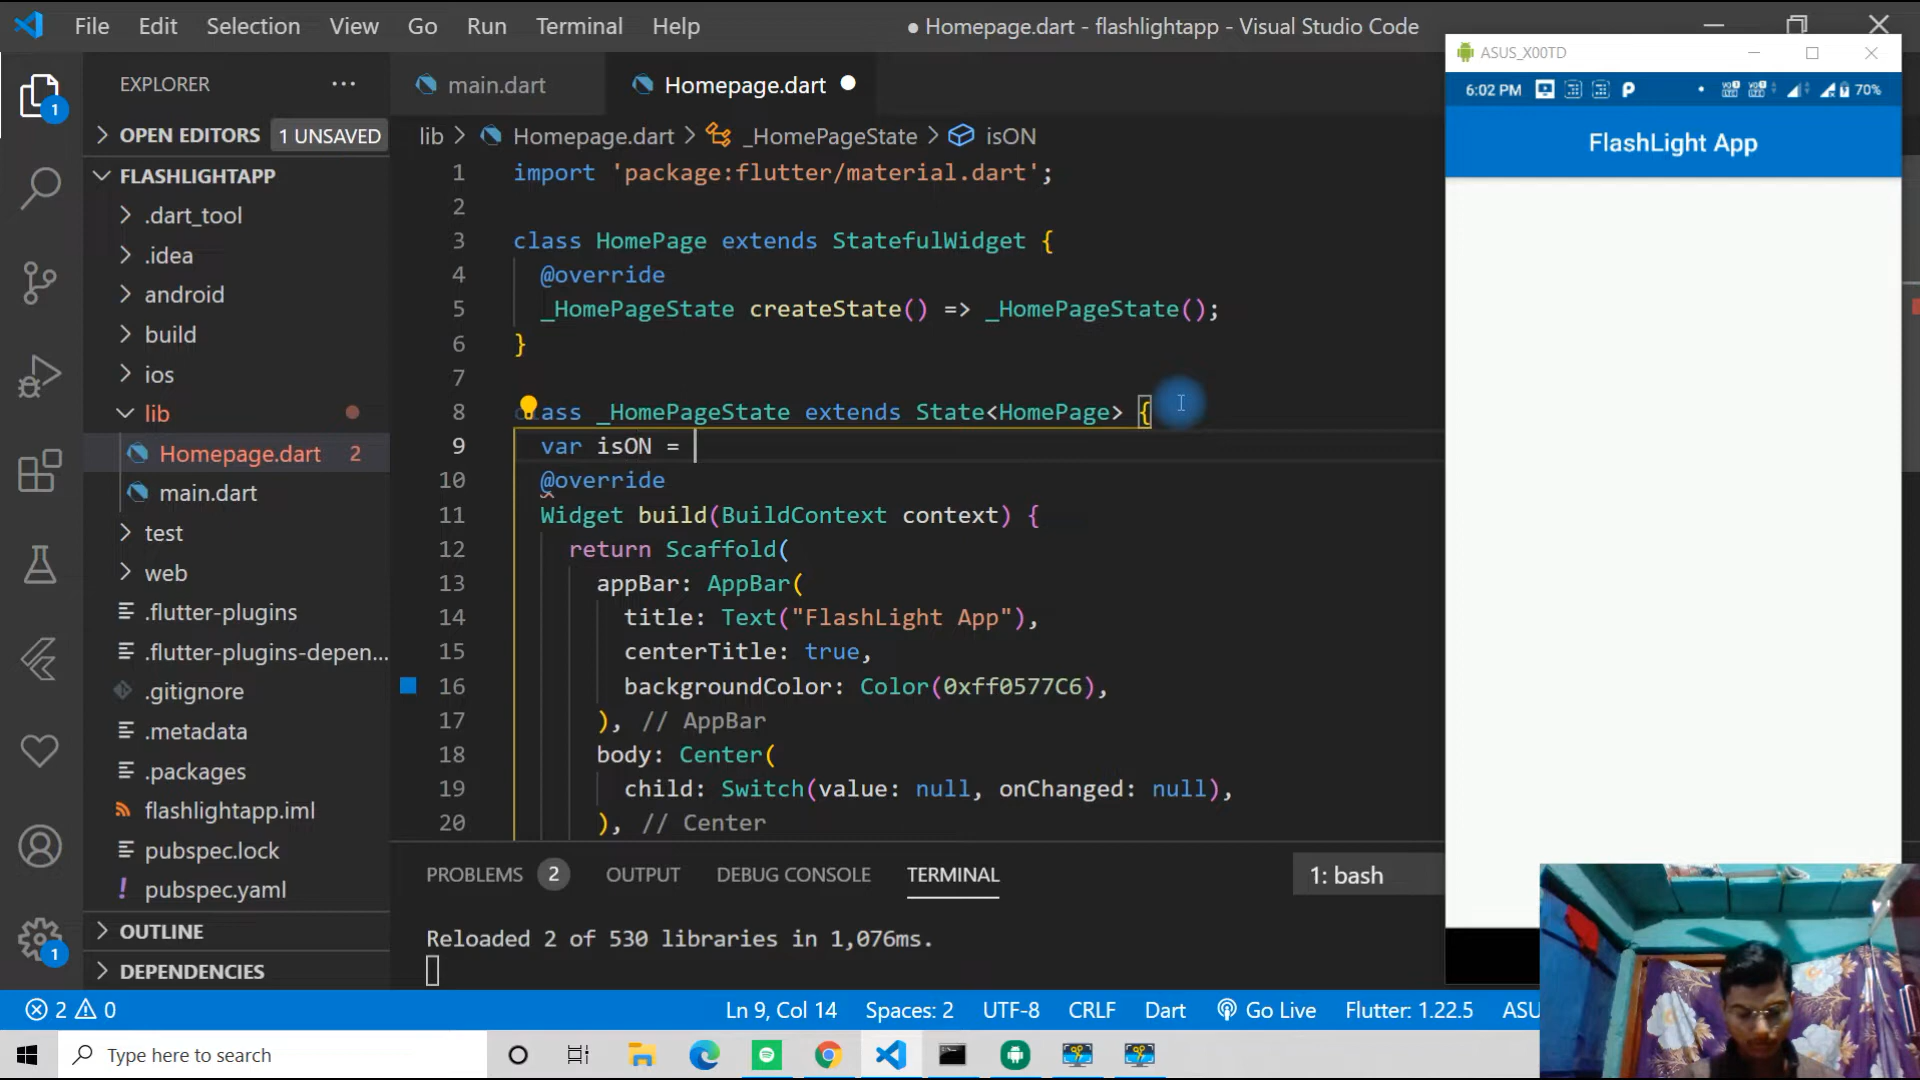 File Edit Selection View Go Run Terminal Help
● Homepage.dart - flashlightapp - Visual Studio Code
EXPLORER
OPEN EDITORS 1 UNSAVED
FLASHLIGHTAPP
.dart_tool
.idea
android
build
ios
lib
Homepage.dart 2
main.dart
test
web
.flutter-plugins
.flutter-plugins-depen...
.gitignore
.metadata
.packages
flashlightapp.iml
pubspec.lock
pubspec.yaml
OUTLINE
DEPENDENCIES
1
1
main.dart Homepage.dart
lib > Homepage.dart > _HomePageState > isON
1 import 'package:flutter/material.dart';
2
3 class HomePage extends StatefulWidget {
4 @override
5 _HomePageState createState() => _HomePageState();
6 }
7
8 class _HomePageState extends State<HomePage> {
9 var isON =
10 @override
11 Widget build(BuildContext context) {
12 return Scaffold(
13 appBar: AppBar(
14 title: Text("FlashLight App"),
15 centerTitle: true,
16 backgroundColor: Color(0xff0577C6),
17 ), // AppBar
18 body: Center(
19 child: Switch(value: null, onChanged: null),
20 ), // Center
PROBLEMS 2 OUTPUT DEBUG CONSOLE TERMINAL 1: bash
Reloaded 2 of 530 libraries in 1,076ms.
ASUS_X00TD
6:02 PM 70%
FlashLight App
2 0 Ln 9, Col 14 Spaces: 2 UTF-8 CRLF Dart Go Live Flutter: 1.22.5 ASU
Type here to search